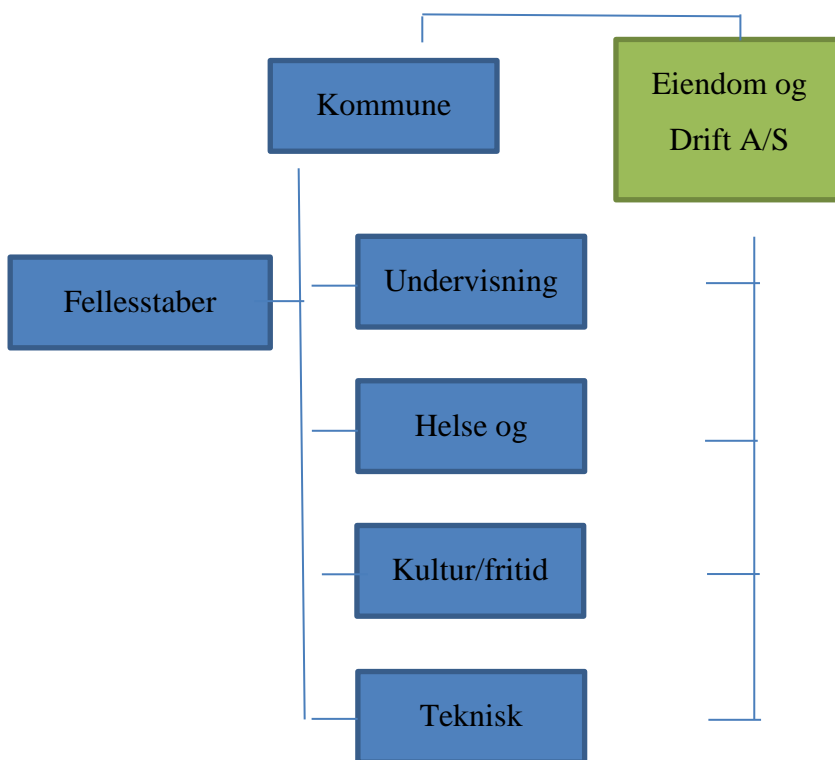 Kommune
Eiendom og
Drift A/S
Fellesstaber
Undervisning
Helse og
Kultur/fritid
Teknisk